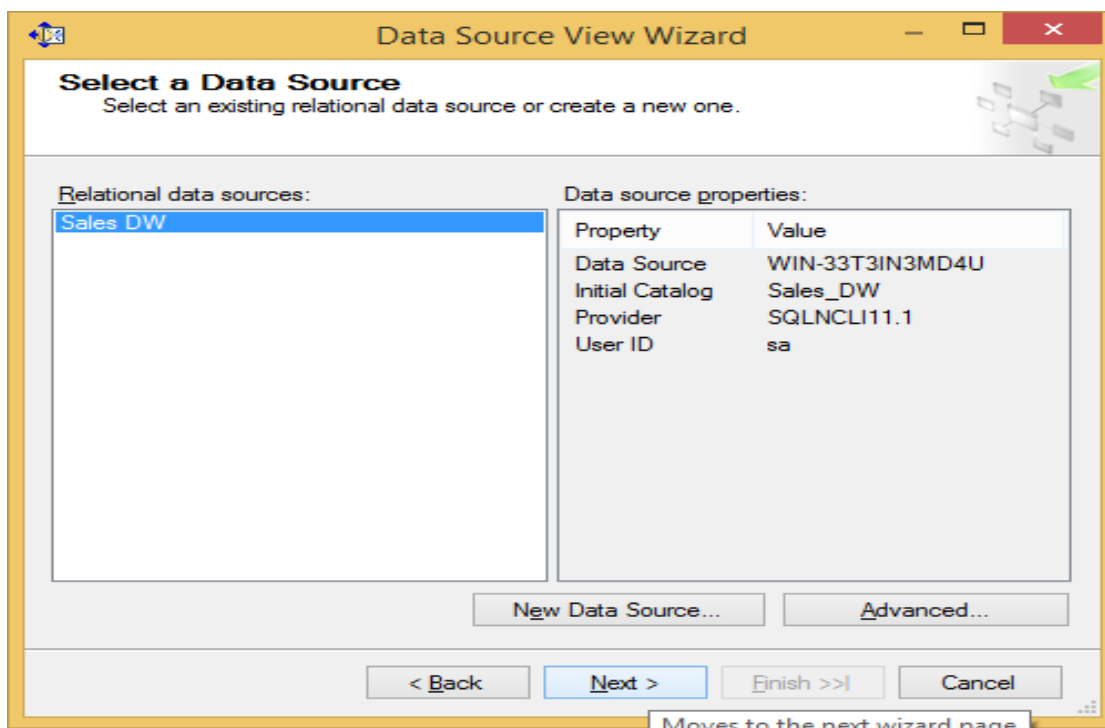 Data Source View Wizard
Select a Data Source
Select an existing relational data source or create a new one.
Relational data sources:
Sales DW
Data source properties:
Property Value
Data Source WIN-33T3IN3MD4U
Initial Catalog Sales_DW
Provider SQLNCLI11.1
User ID sa
New Data Source... Advanced...
< Back Next > Finish >>| Cancel
Moves to the next wizard page